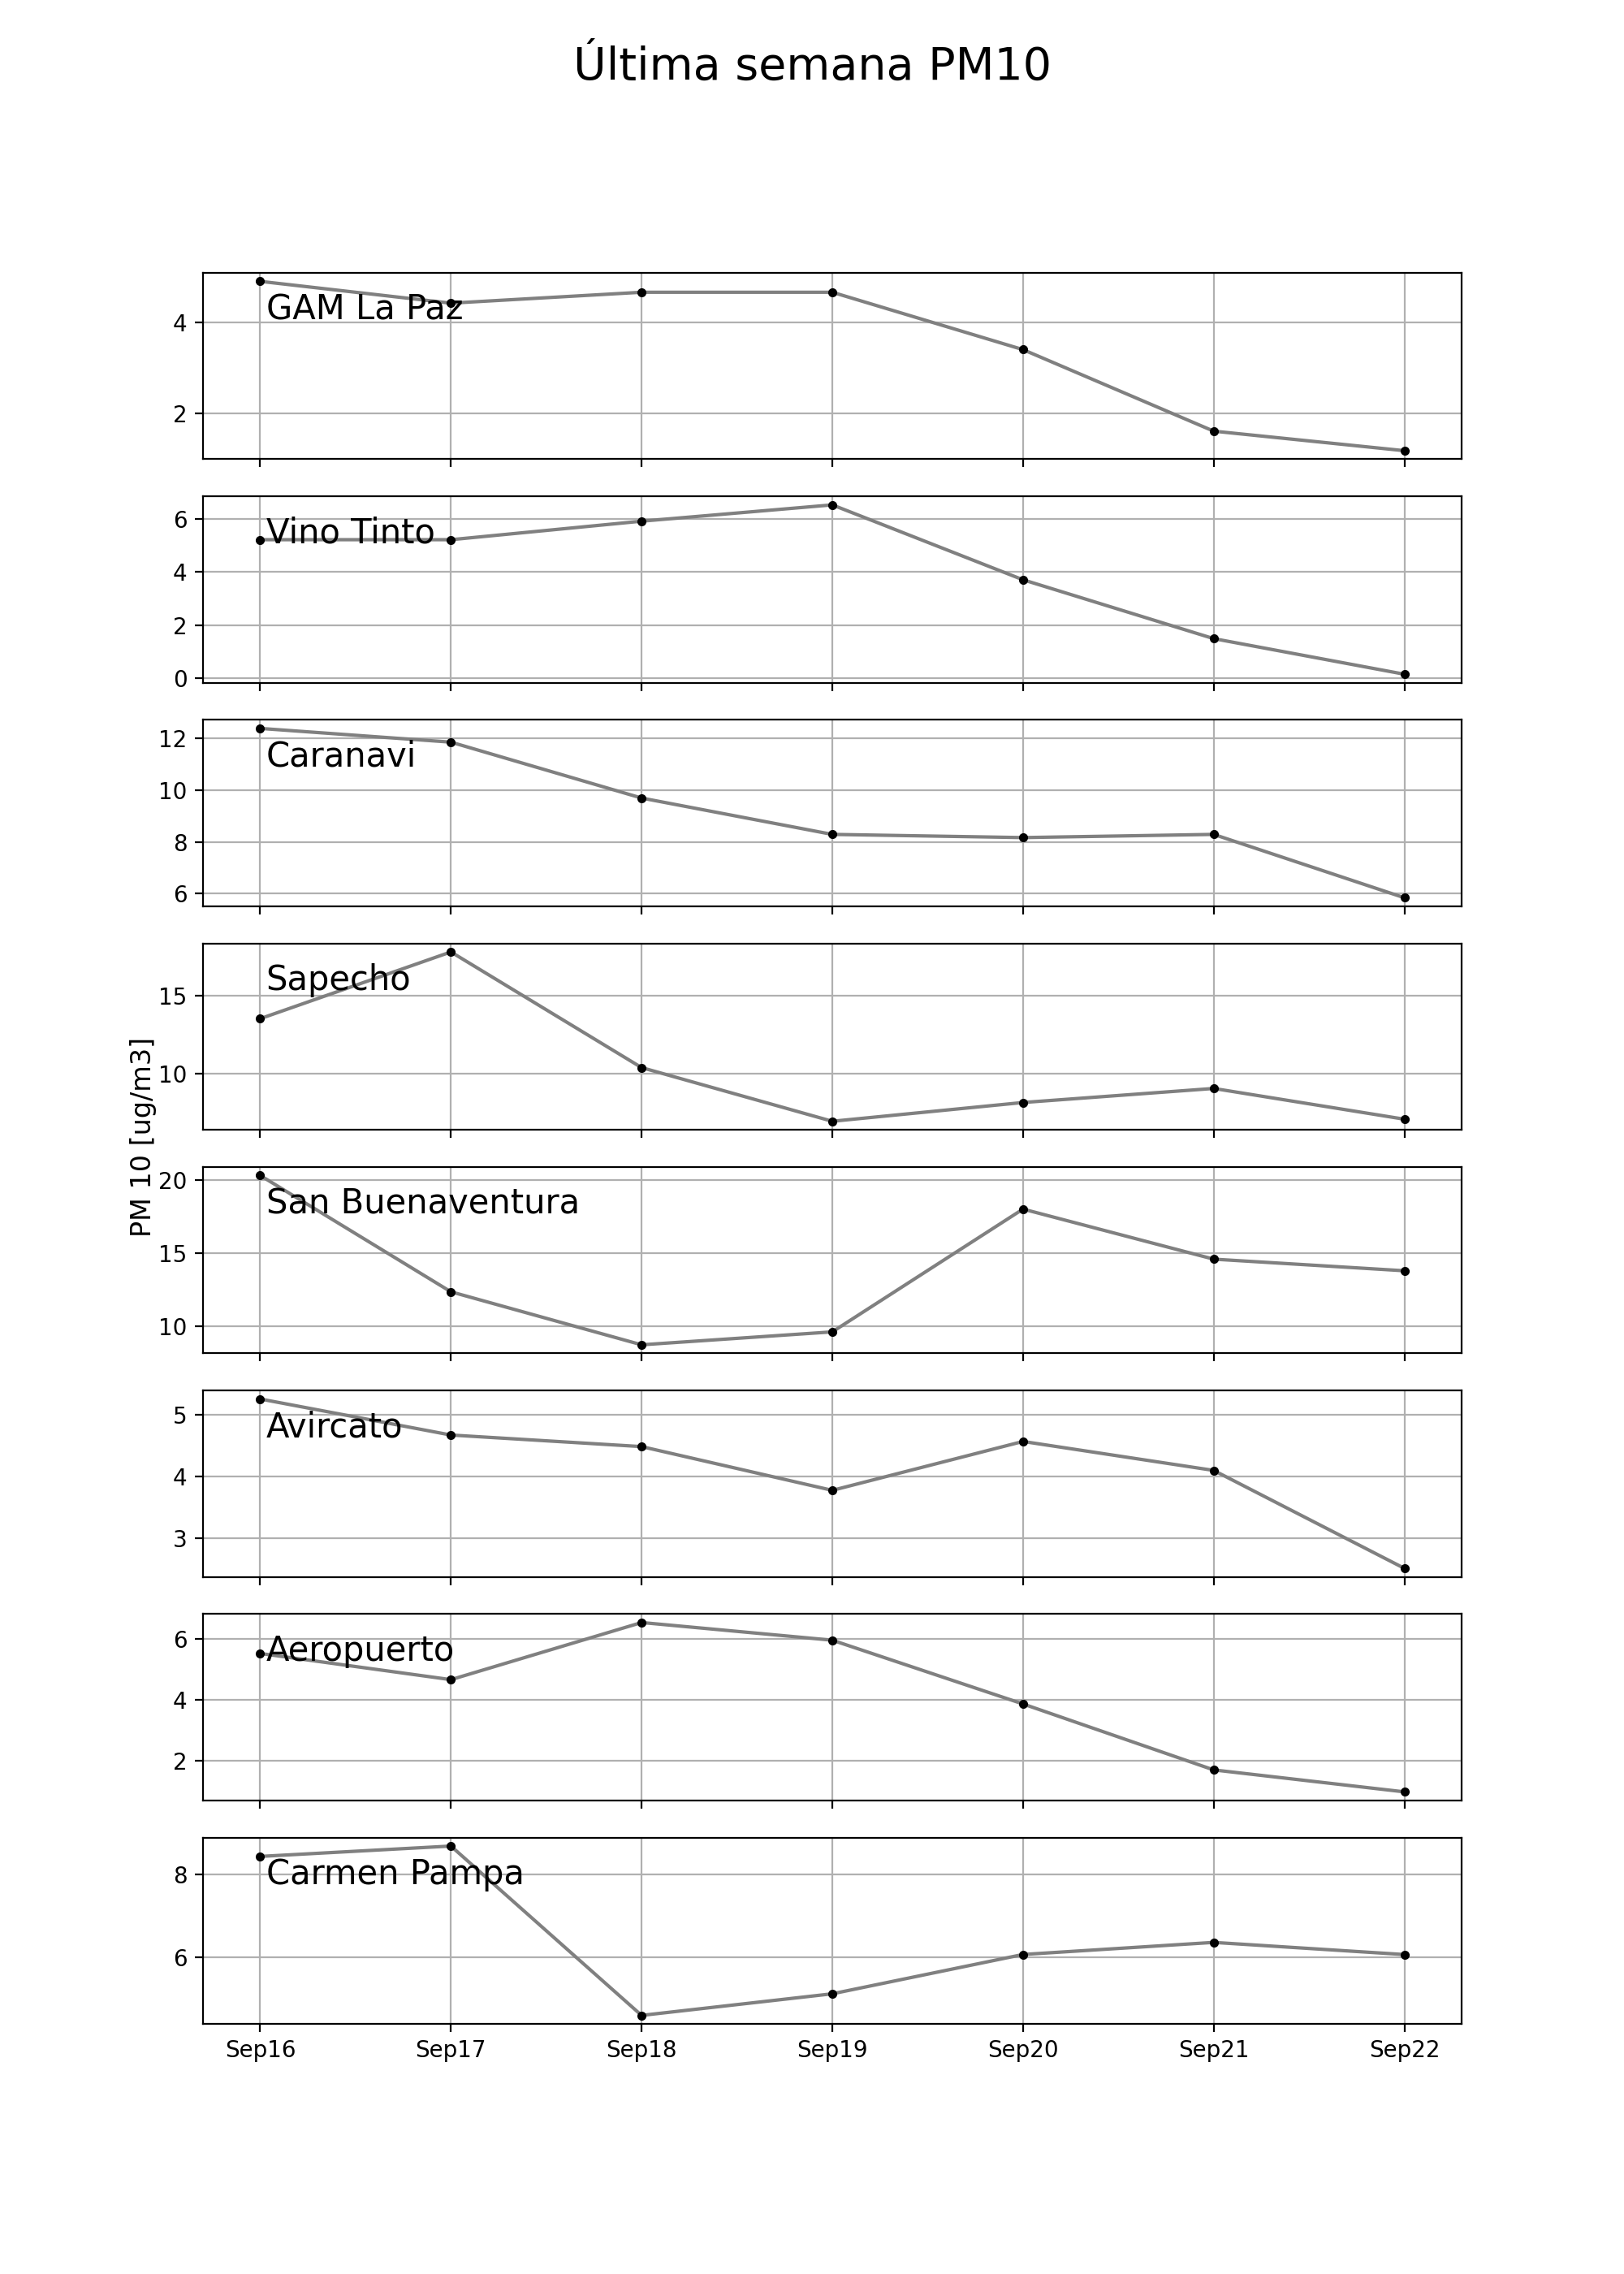 Última semana PM10
GAM La Paz
4
2
Vino Tinto
6
4
2
0
Caranavi
12
10
8
6
Sapecho
15
10
PM 10 [ug/m3]
San Buenaventura
20
15
10
Avircato
5
4
3
Aeropuerto
6
4
2
Carmen Pampa
8
6
Sep16 Sep17 Sep18 Sep19 Sep20 Sep21 Sep22